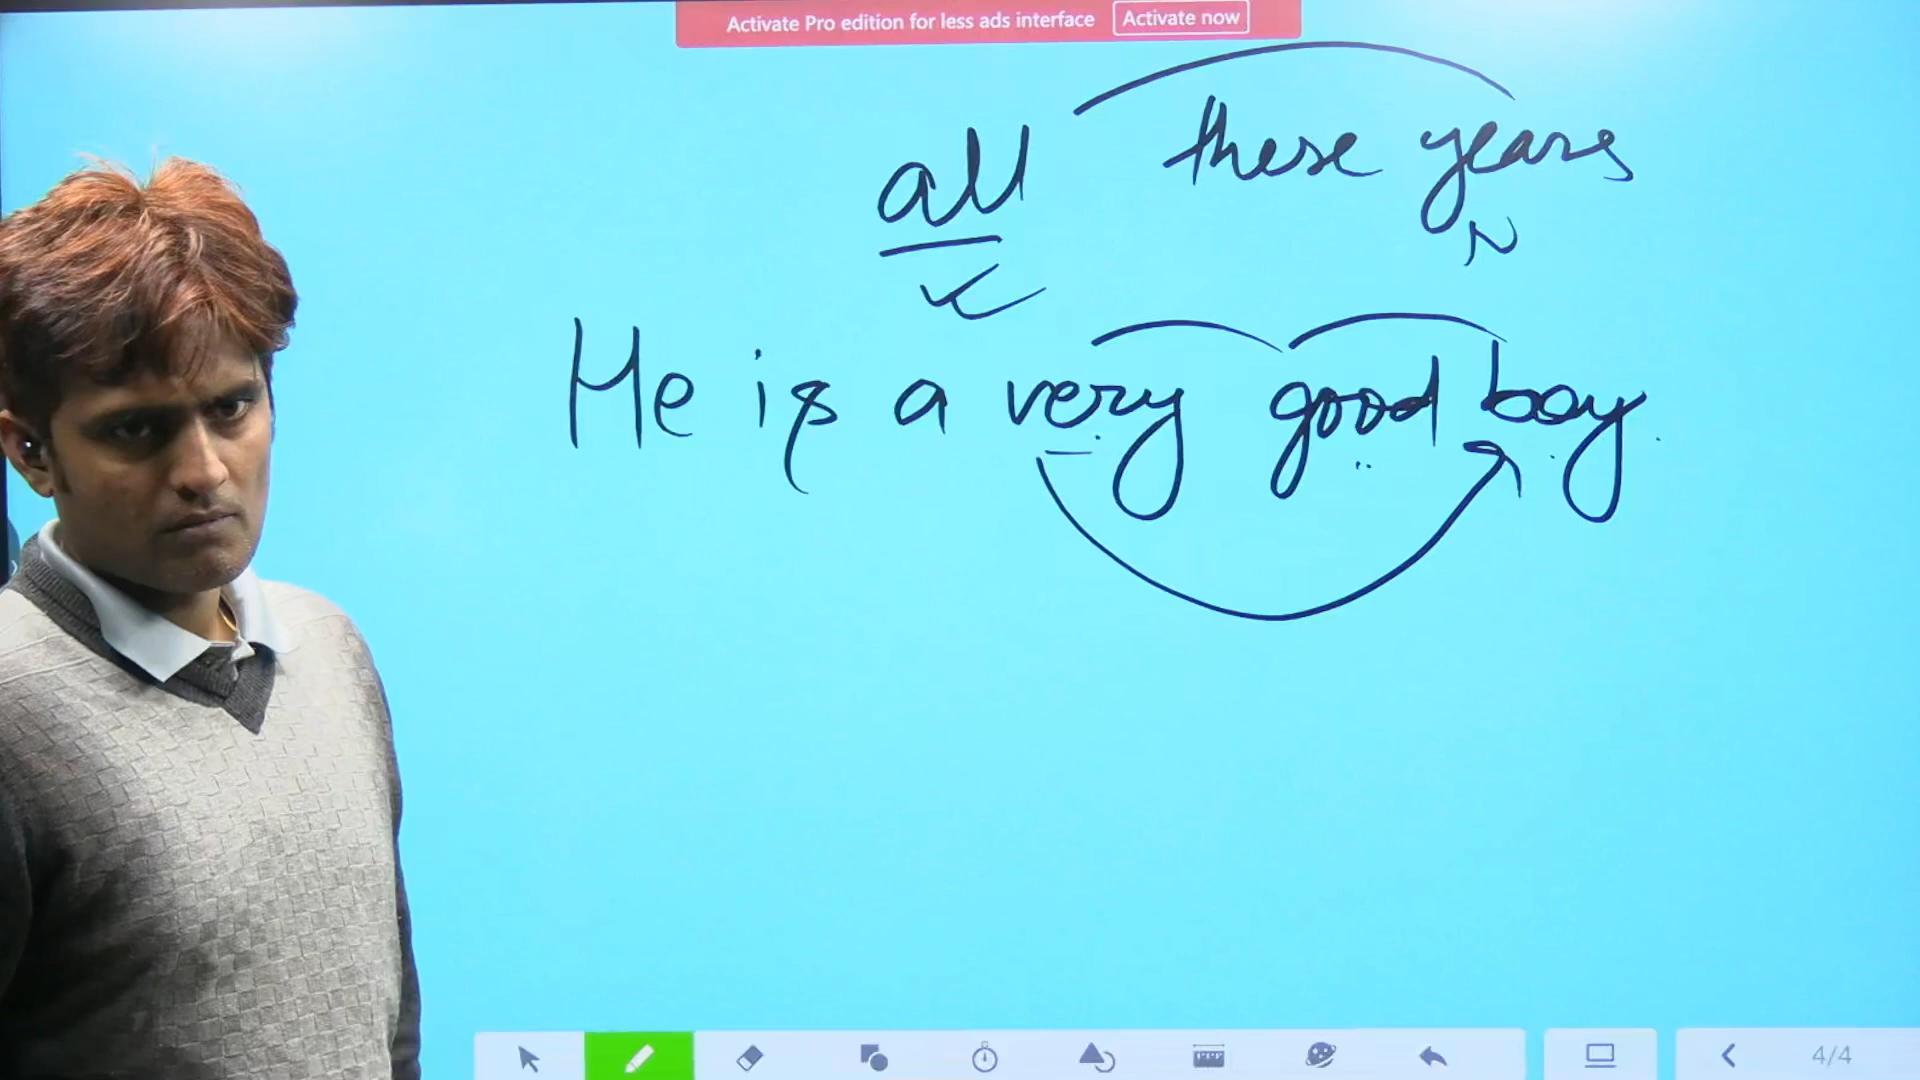 Activate Pro edition for less ads interface Activate now
all these years
N
He is a very good boy.
4/4